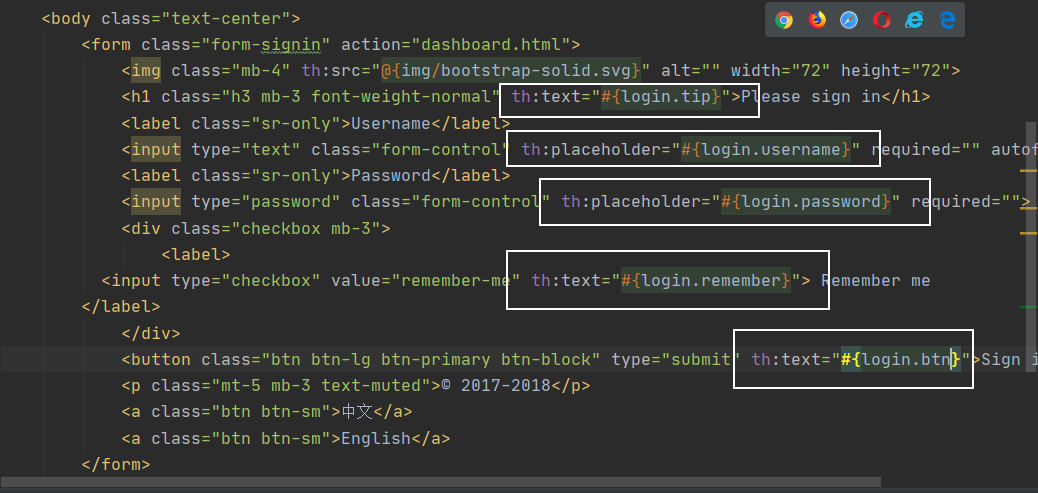 <body class="text-center">
<form class="form-signin" action="dashboard.html">
<img class="mb-4" th:src="@{img/bootstrap-solid.svg}" alt="" width="72" height="72">
<h1 class="h3 mb-3 font-weight-normal" th:text="#{login.tip}">Please sign in</h1>
<label class="sr-only">Username</label>
<input type="text" class="form-control" th:placeholder="#{login.username}" required="" autof
<label class="sr-only">Password</label>
<input type="password" class="form-control" th:placeholder="#{login.password}" required="">
<div class="checkbox mb-3">
<label>
<input type="checkbox" value="remember-me" th:text="#{login.remember}"> Remember me
</label>
</div>
<button class="btn btn-lg btn-primary btn-block" type="submit" th:text="#{login.btn}">Sign i
<p class="mt-5 mb-3 text-muted">© 2017-2018</p>
<a class="btn btn-sm">中文</a>
<a class="btn btn-sm">English</a>
</form>